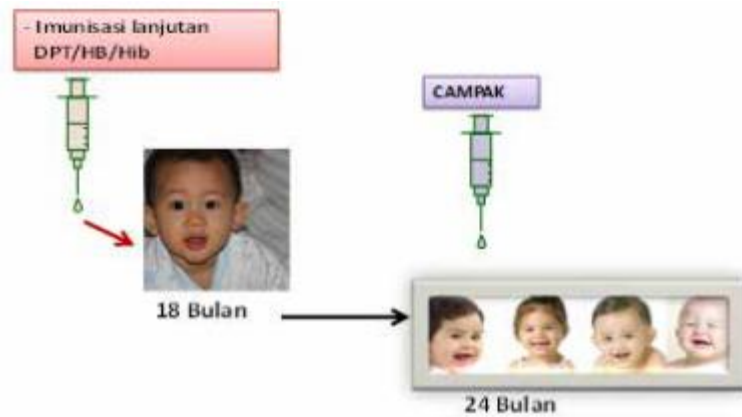 - Imunisasi lanjutan
DPT/HB/Hib
CAMPAK
18 Bulan
24 Bulan